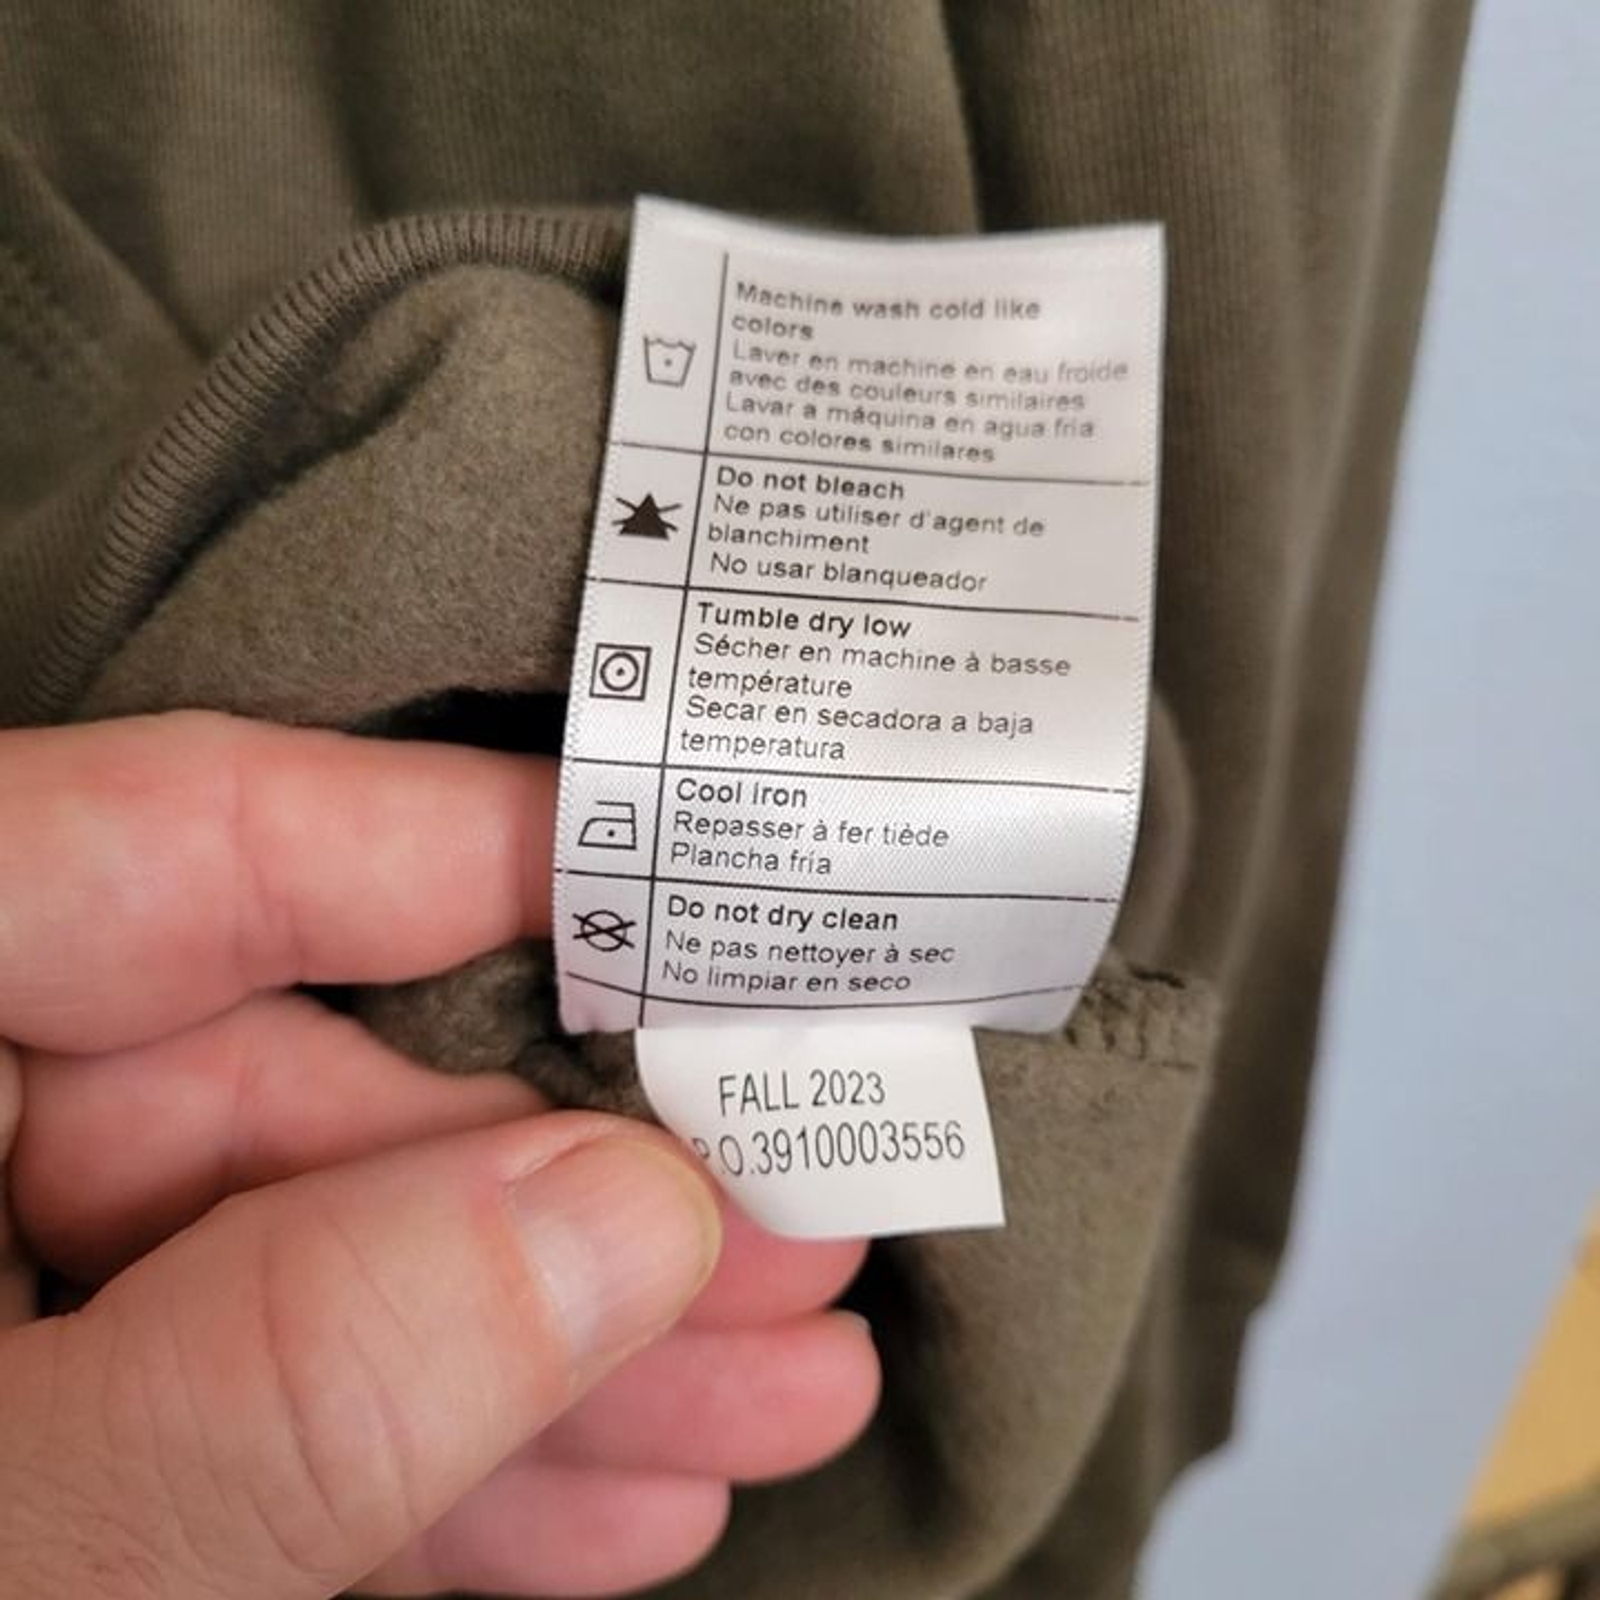 Machine wash cold like
colors
Laver en machine en eau froide
avec des couleurs similaires
Lavar a máquina en agua fría
con colores similares
Do not bleach
Ne pas utiliser d'agent de
blanchiment
No usar blanqueador
Tumble dry low
Sécher en machine à basse
température
Secar en secadora a baja
temperatura
Cool iron
Repasser à fer tiède
Plancha fría
Do not dry clean
Ne pas nettoyer à sec
No limpiar en seco
FALL 2023
P.O.3910003556